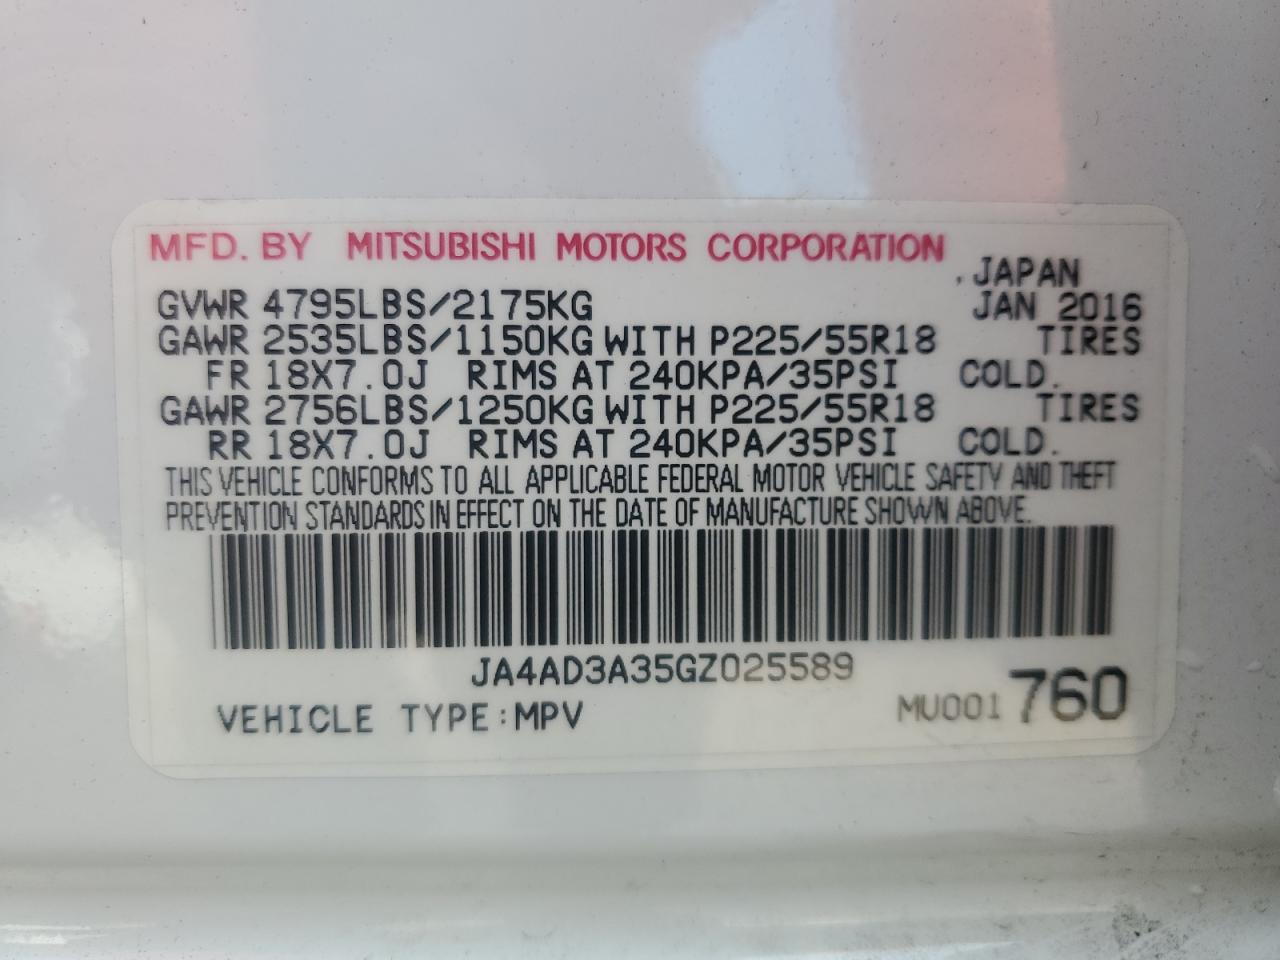 MFD. BY MITSUBISHI MOTORS CORPORATION
, JAPAN
GVWR 4795LBS/2175KG JAN 2016
GAWR 2535LBS/1150KG WITH P225/55R18 TIRES
FR 18X7.0J RIMS AT 240KPA/35PSI COLD.
GAWR 2756LBS/1250KG WITH P225/55R18 TIRES
RR 18X7.0J RIMS AT 240KPA/35PSI COLD.
THIS VEHICLE CONFORMS TO ALL APPLICABLE FEDERAL MOTOR VEHICLE SAFETY AND THEFT
PREVENTION STANDARDS IN EFFECT ON THE DATE OF MANUFACTURE SHOWN ABOVE.
JA4AD3A35GZ025589
VEHICLE TYPE:MPV MU001 760